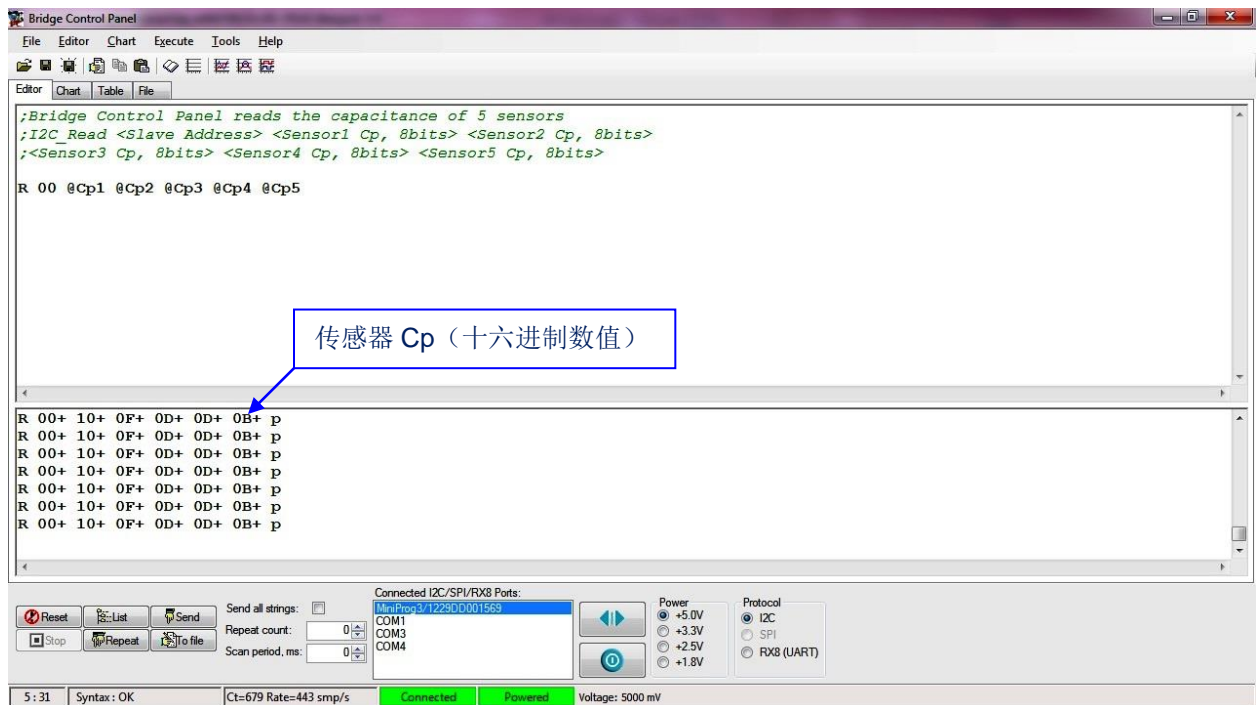 Bridge Control Panel
File Editor Chart Execute Tools Help
Editor Chart Table File
;Bridge Control Panel reads the capacitance of 5 sensors
;I2C_Read <Slave Address> <Sensor1 Cp, 8bits> <Sensor2 Cp, 8bits>
;<Sensor3 Cp, 8bits> <Sensor4 Cp, 8bits> <Sensor5 Cp, 8bits>
R 00 @Cp1 @Cp2 @Cp3 @Cp4 @Cp5
传感器 Cp（十六进制数值）
R 00+ 10+ 0F+ 0D+ 0D+ 0B+ p
R 00+ 10+ 0F+ 0D+ 0D+ 0B+ p
R 00+ 10+ 0F+ 0D+ 0D+ 0B+ p
R 00+ 10+ 0F+ 0D+ 0D+ 0B+ p
R 00+ 10+ 0F+ 0D+ 0D+ 0B+ p
R 00+ 10+ 0F+ 0D+ 0D+ 0B+ p
R 00+ 10+ 0F+ 0D+ 0D+ 0B+ p
Reset List Send
Stop Repeat To file
Send all strings:
Repeat count: 0
Scan period, ms: 0
Connected I2C/SPI/RX8 Ports:
MiniProg3/1229DD001569
COM1
COM3
COM4
Power
+5.0V
+3.3V
+2.5V
+1.8V
Protocol
I2C
SPI
RX8 (UART)
5:31 Syntax: OK Ct=679 Rate=443 smp/s Connected Powered Voltage: 5000 mV